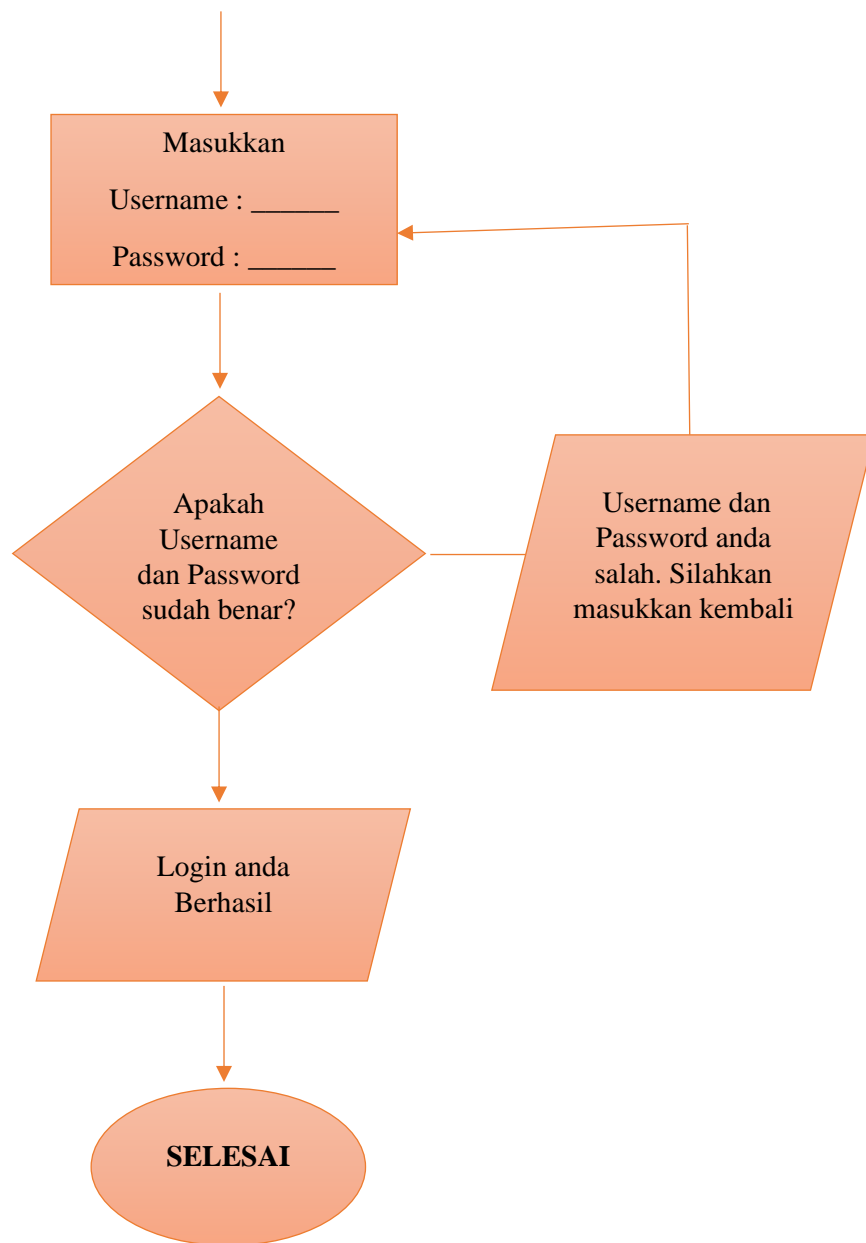 Masukkan
Username : ______
Password : ______
Apakah
Username
dan Password
sudah benar?
Username dan
Password anda
salah. Silahkan
masukkan kembali
Login anda
Berhasil
SELESAI